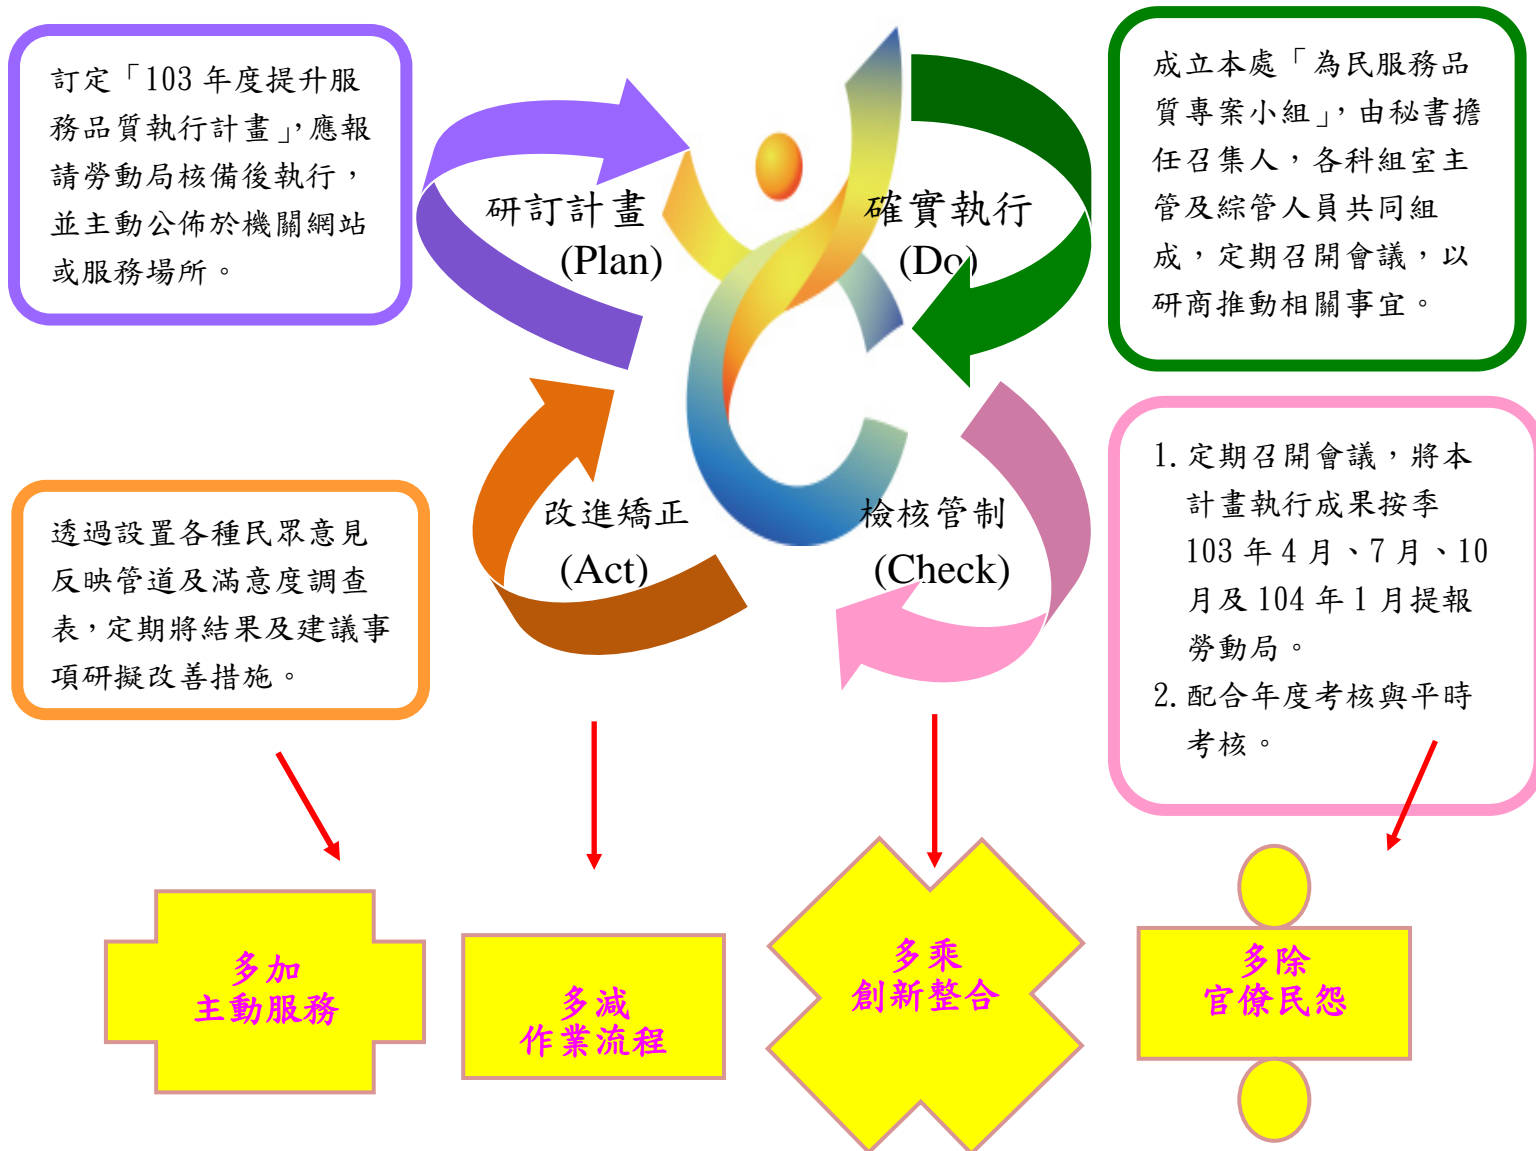 訂定「103 年度提升服
務品質執行計畫」,應報
請勞動局核備後執行，
並主動公佈於機關網站
或服務場所。
研訂計畫
(Plan)
確實執行
(Do)
成立本處「為民服務品
質專案小組」,由秘書擔
任召集人，各科組室主
管及綜管人員共同組
成，定期召開會議，以
研商推動相關事宜。
透過設置各種民眾意見
反映管道及滿意度調查
表，定期將結果及建議事
項研擬改善措施。
改進矯正
(Act)
檢核管制
(Check)
1. 定期召開會議，將本
計畫執行成果按季
103 年 4 月、7 月、10
月及 104 年 1 月提報
勞動局。
2. 配合年度考核與平時
考核。
多加
主動服務
多減
作業流程
多乘
創新整合
多除
官僚民怨